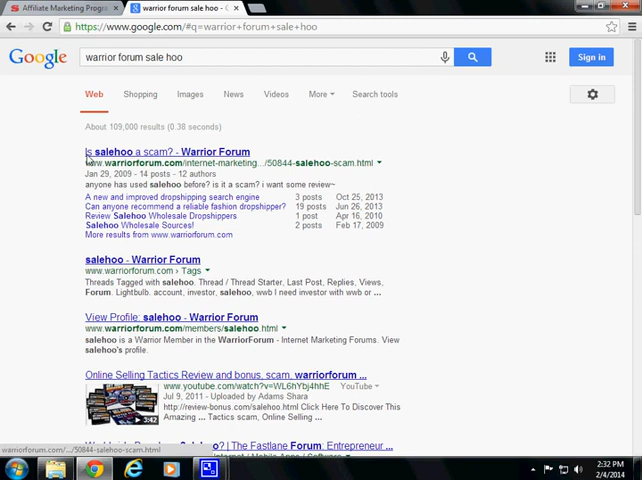 Affiliate Marketing Progra
warrior forum sale hoo - G
https://www.google.com/#q=warrior+forum+sale+hoo
Google
warrior forum sale hoo
Sign in
Web Shopping Images News Videos More Search tools
About 109,000 results (0.38 seconds)
Is salehoo a scam? - Warrior Forum
www.warriorforum.com/internet-marketing.../50844-salehoo-scam.html
Jan 29, 2009 - 14 posts - 12 authors
anyone has used salehoo before? is it a scam? i want some review~
A new and improved dropshipping search engine 3 posts Oct 25, 2013
Can anyone recommend a reliable fashion dropshipper? 19 posts Jun 26, 2013
Review Salehoo Wholesale Dropshippers 1 post Apr 16, 2010
Salehoo Wholesale Sources! 2 posts Feb 17, 2009
More results from www.warriorforum.com
salehoo - Warrior Forum
www.warriorforum.com › Tags
Threads Tagged with salehoo. Thread / Thread Starter, Last Post, Replies, Views,
Forum. Lightbulb. account, investor, salehoo, wwb I need investor with wwb or ...
View Profile: salehoo - Warrior Forum
www.warriorforum.com/members/salehoo.html
salehoo is a Warrior Member in the WarriorForum - Internet Marketing Forums. View
salehoo's profile.
Online Selling Tactics Review and bonus, scam, warriorforum ...
www.youtube.com/watch?v=WL6hYbj4hhE YouTube
Jul 9, 2011 - Uploaded by Adams Shara
http://review-bonus.com/salehoo.html Click Here To Discover This
Amazing ... Tactics scam, Online Selling ...
3:42
? | The Fastlane Forum: Entrepreneur ...
warriorforum.com/.../50844-salehoo-scam.html
2:32 PM
2/4/2014